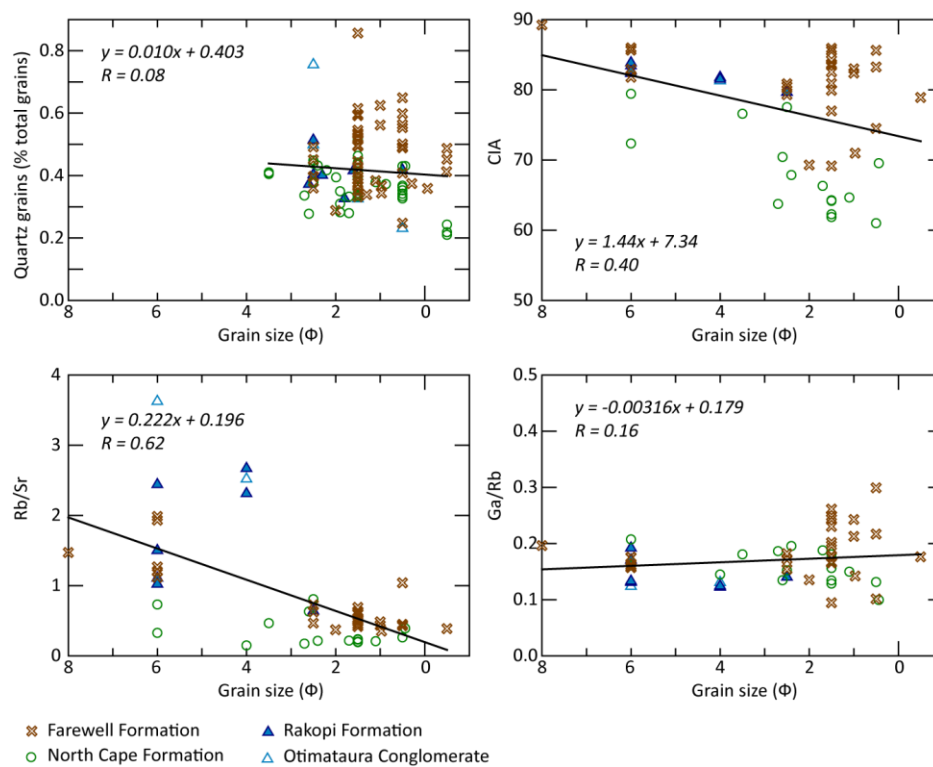 y = 0.010x + 0.403
R = 0.08
Quartz grains (% total grains)
0.8
0.6
0.4
0.2
0.0
8 6 4 2 0
Grain size (Φ)
90
80
70
60
50
CIA
y = 1.44x + 7.34
R = 0.40
8 6 4 2 0
Grain size (Φ)
4
3
2
1
0
Rb/Sr
y = 0.222x + 0.196
R = 0.62
8 6 4 2 0
Grain size (Φ)
0.5
0.4
0.3
0.2
0.1
0.0
Ga/Rb
y = -0.00316x + 0.179
R = 0.16
8 6 4 2 0
Grain size (Φ)
Farewell Formation
Rakopi Formation
North Cape Formation
Otimataura Conglomerate